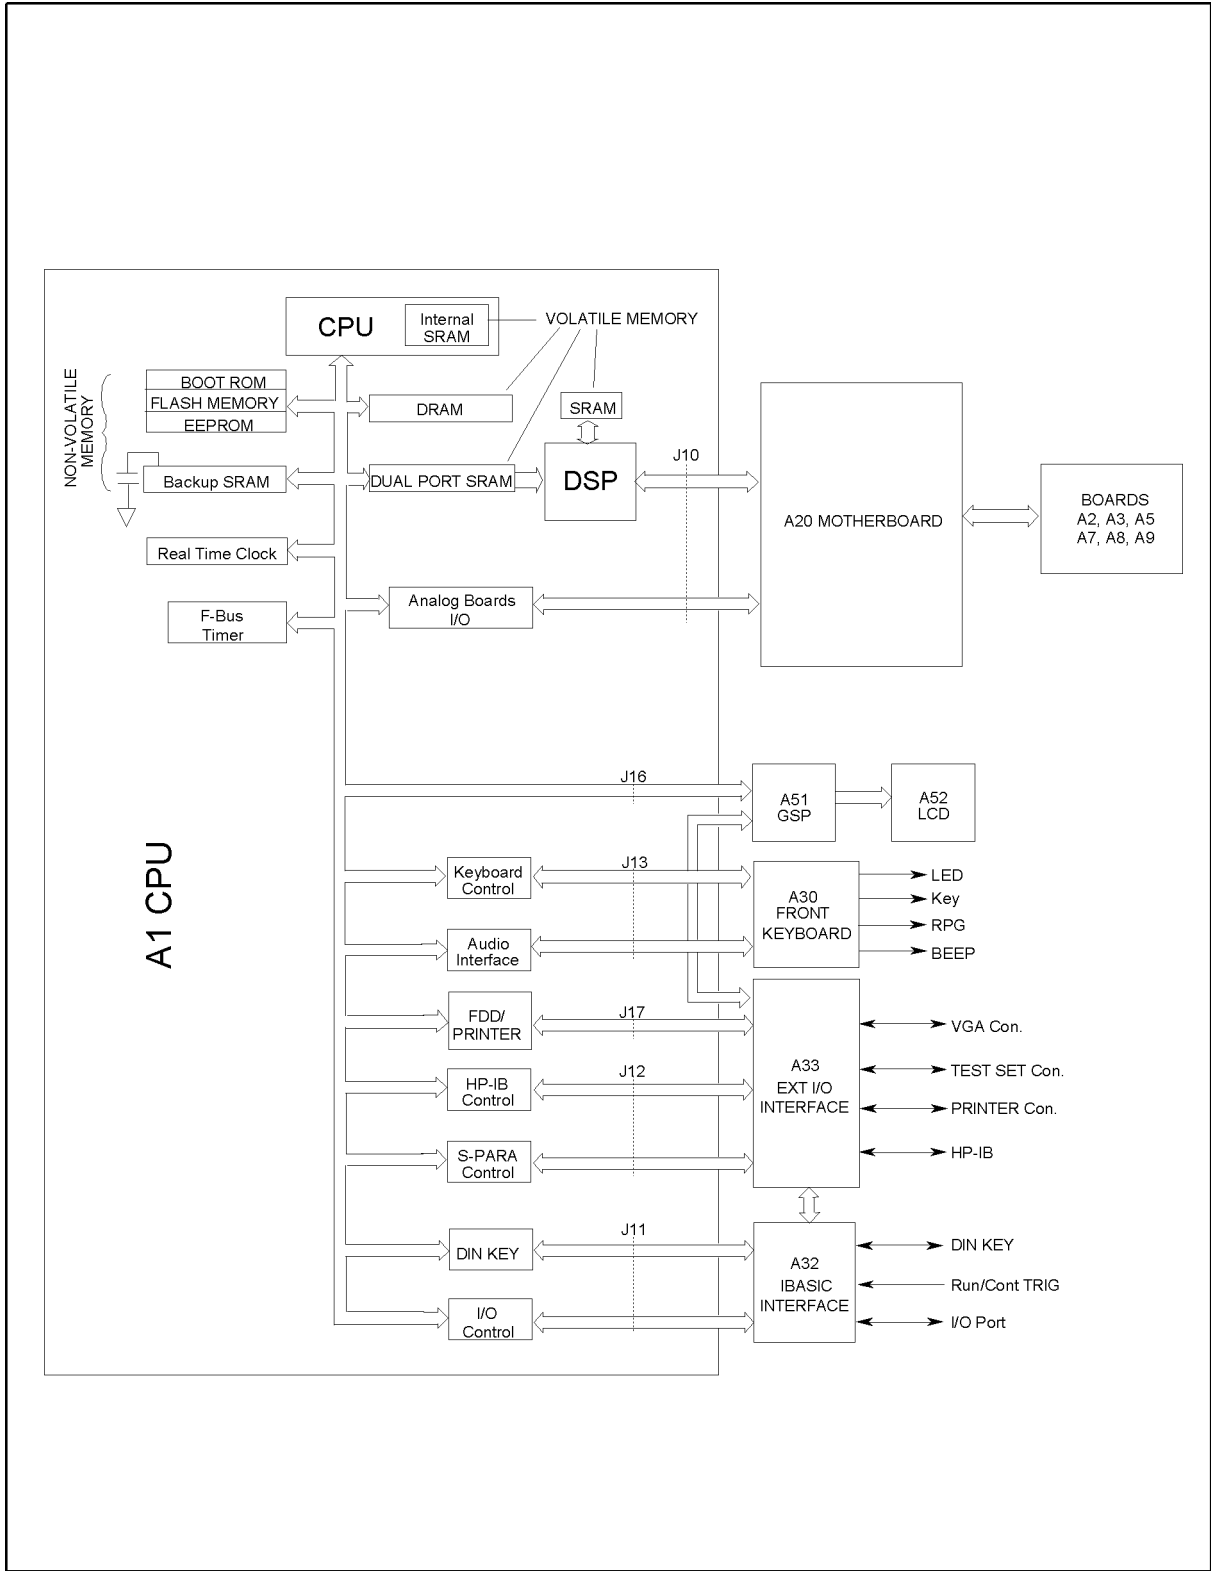 CPU
Internal
SRAM
VOLATILE MEMORY
NON-VOLATILE
MEMORY
BOOT ROM
FLASH MEMORY
EEPROM
DRAM
SRAM
Backup SRAM
DUAL PORT SRAM
DSP
J10
A20 MOTHERBOARD
BOARDS
A2, A3, A5
A7, A8, A9
Real Time Clock
F-Bus
Timer
Analog Boards
I/O
A1 CPU
J16
A51
GSP
A52
LCD
Keyboard
Control
J13
A30
FRONT
KEYBOARD
LED
Key
RPG
BEEP
Audio
Interface
FDD/
PRINTER
J17
HP-IB
Control
J12
S-PARA
Control
A33
EXT I/O
INTERFACE
VGA Con.
TEST SET Con.
PRINTER Con.
HP-IB
DIN KEY
J11
I/O
Control
A32
IBASIC
INTERFACE
DIN KEY
Run/Cont TRIG
I/O Port